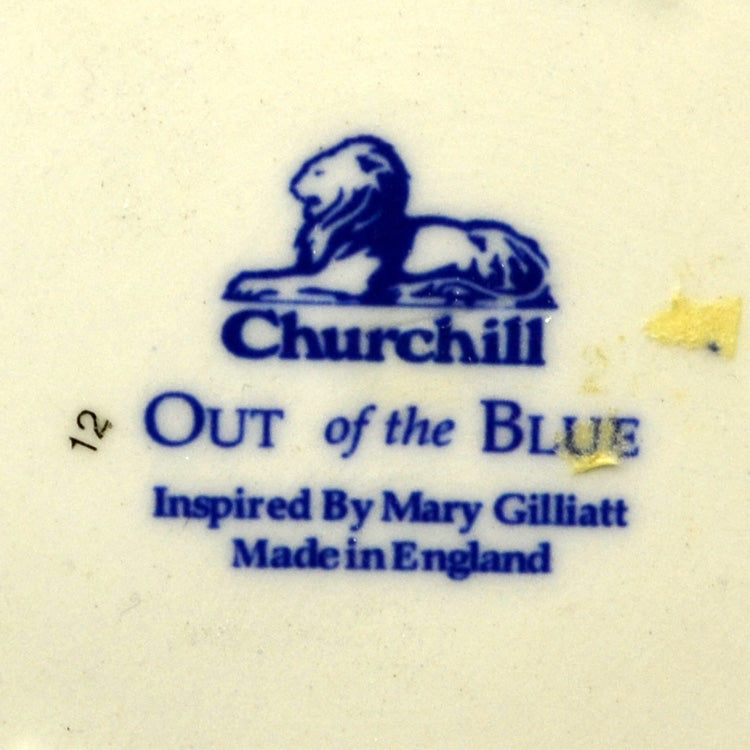 Churchill
12
OUT of the BLUE
Inspired By Mary Gilliatt
Made in England